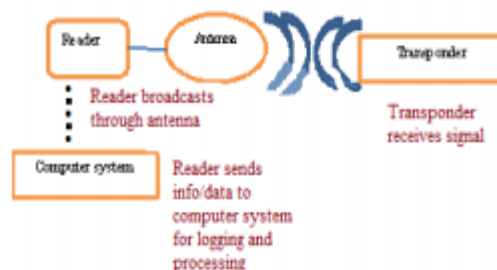 Reader
Antenna
Transponder
Reader broadcasts
through antenna
Transponder
receives signal
Computer system
Reader sends
info/data to
computer system
for logging and
processing